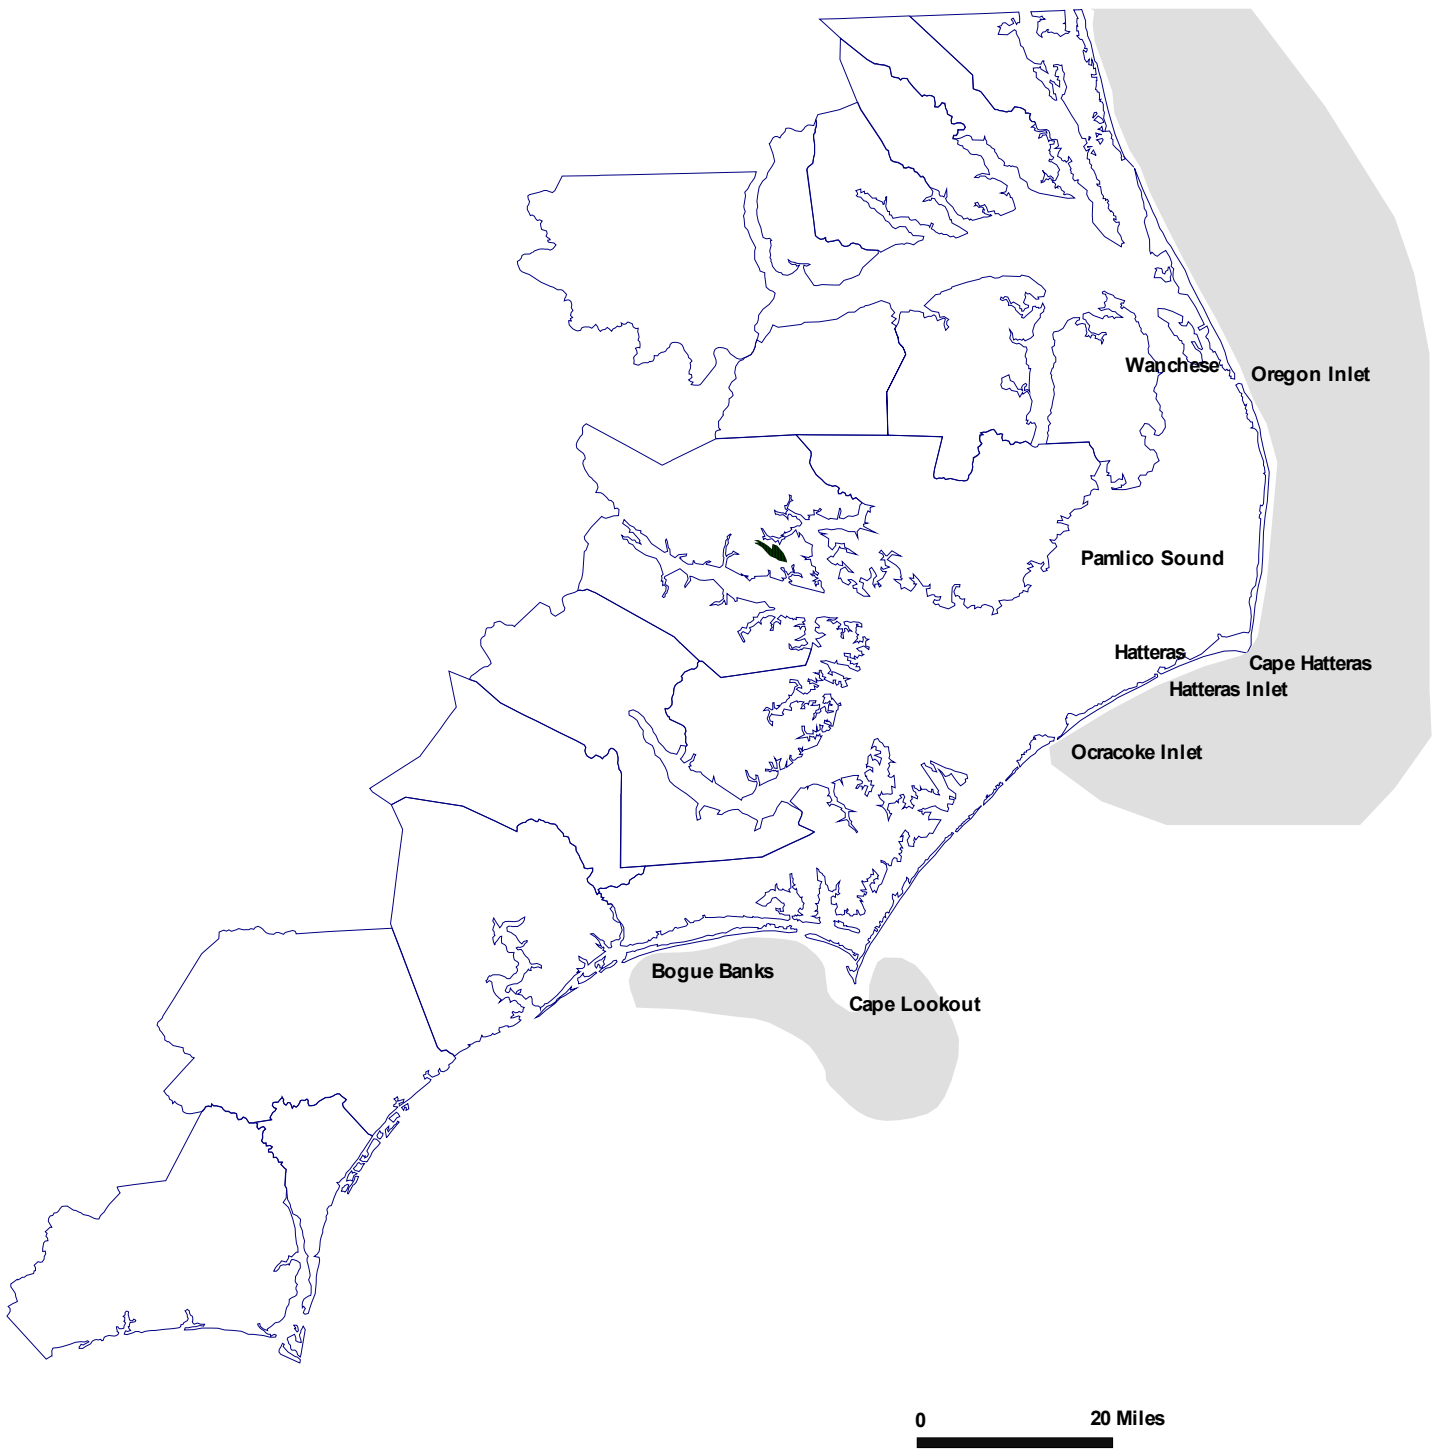 Wanchese
Oregon Inlet
Pamlico Sound
Hatteras
Cape Hatteras
Hatteras Inlet
Ocracoke Inlet
Bogue Banks
Cape Lookout
0 20 Miles